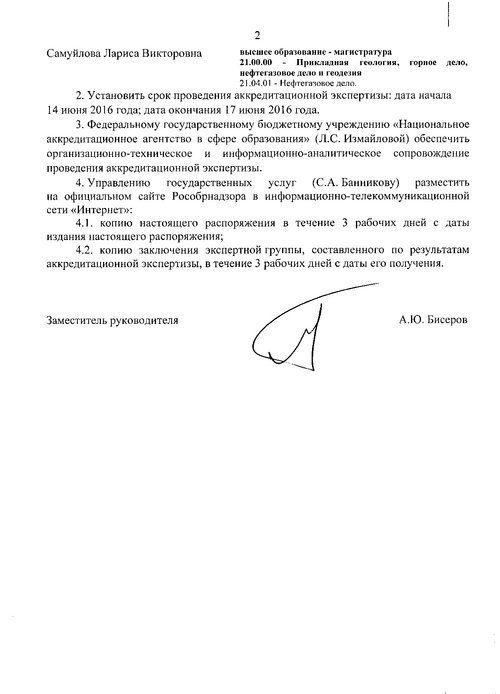 2
Самуйлова Лариса Викторовна
высшее образование - магистратура
21.00.00 - Прикладная геология, горное дело,
нефтегазовое дело и геодезия
21.04.01 - Нефтегазовое дело.
2. Установить срок проведения аккредитационной экспертизы: дата начала
14 июня 2016 года; дата окончания 17 июня 2016 года.
3. Федеральному государственному бюджетному учреждению «Национальное
аккредитационное агентство в сфере образования» (Л.С. Измайловой) обеспечить
организационно-техническое и информационно-аналитическое сопровождение
проведения аккредитационной экспертизы.
4. Управлению государственных услуг (С.А. Банникову) разместить
на официальном сайте Рособрнадзора в информационно-телекоммуникационной
сети «Интернет»:
4.1. копию настоящего распоряжения в течение 3 рабочих дней с даты
издания настоящего распоряжения;
4.2. копию заключения экспертной группы, составленного по результатам
аккредитационной экспертизы, в течение 3 рабочих дней с даты его получения.
Заместитель руководителя
А.Ю. Бисеров